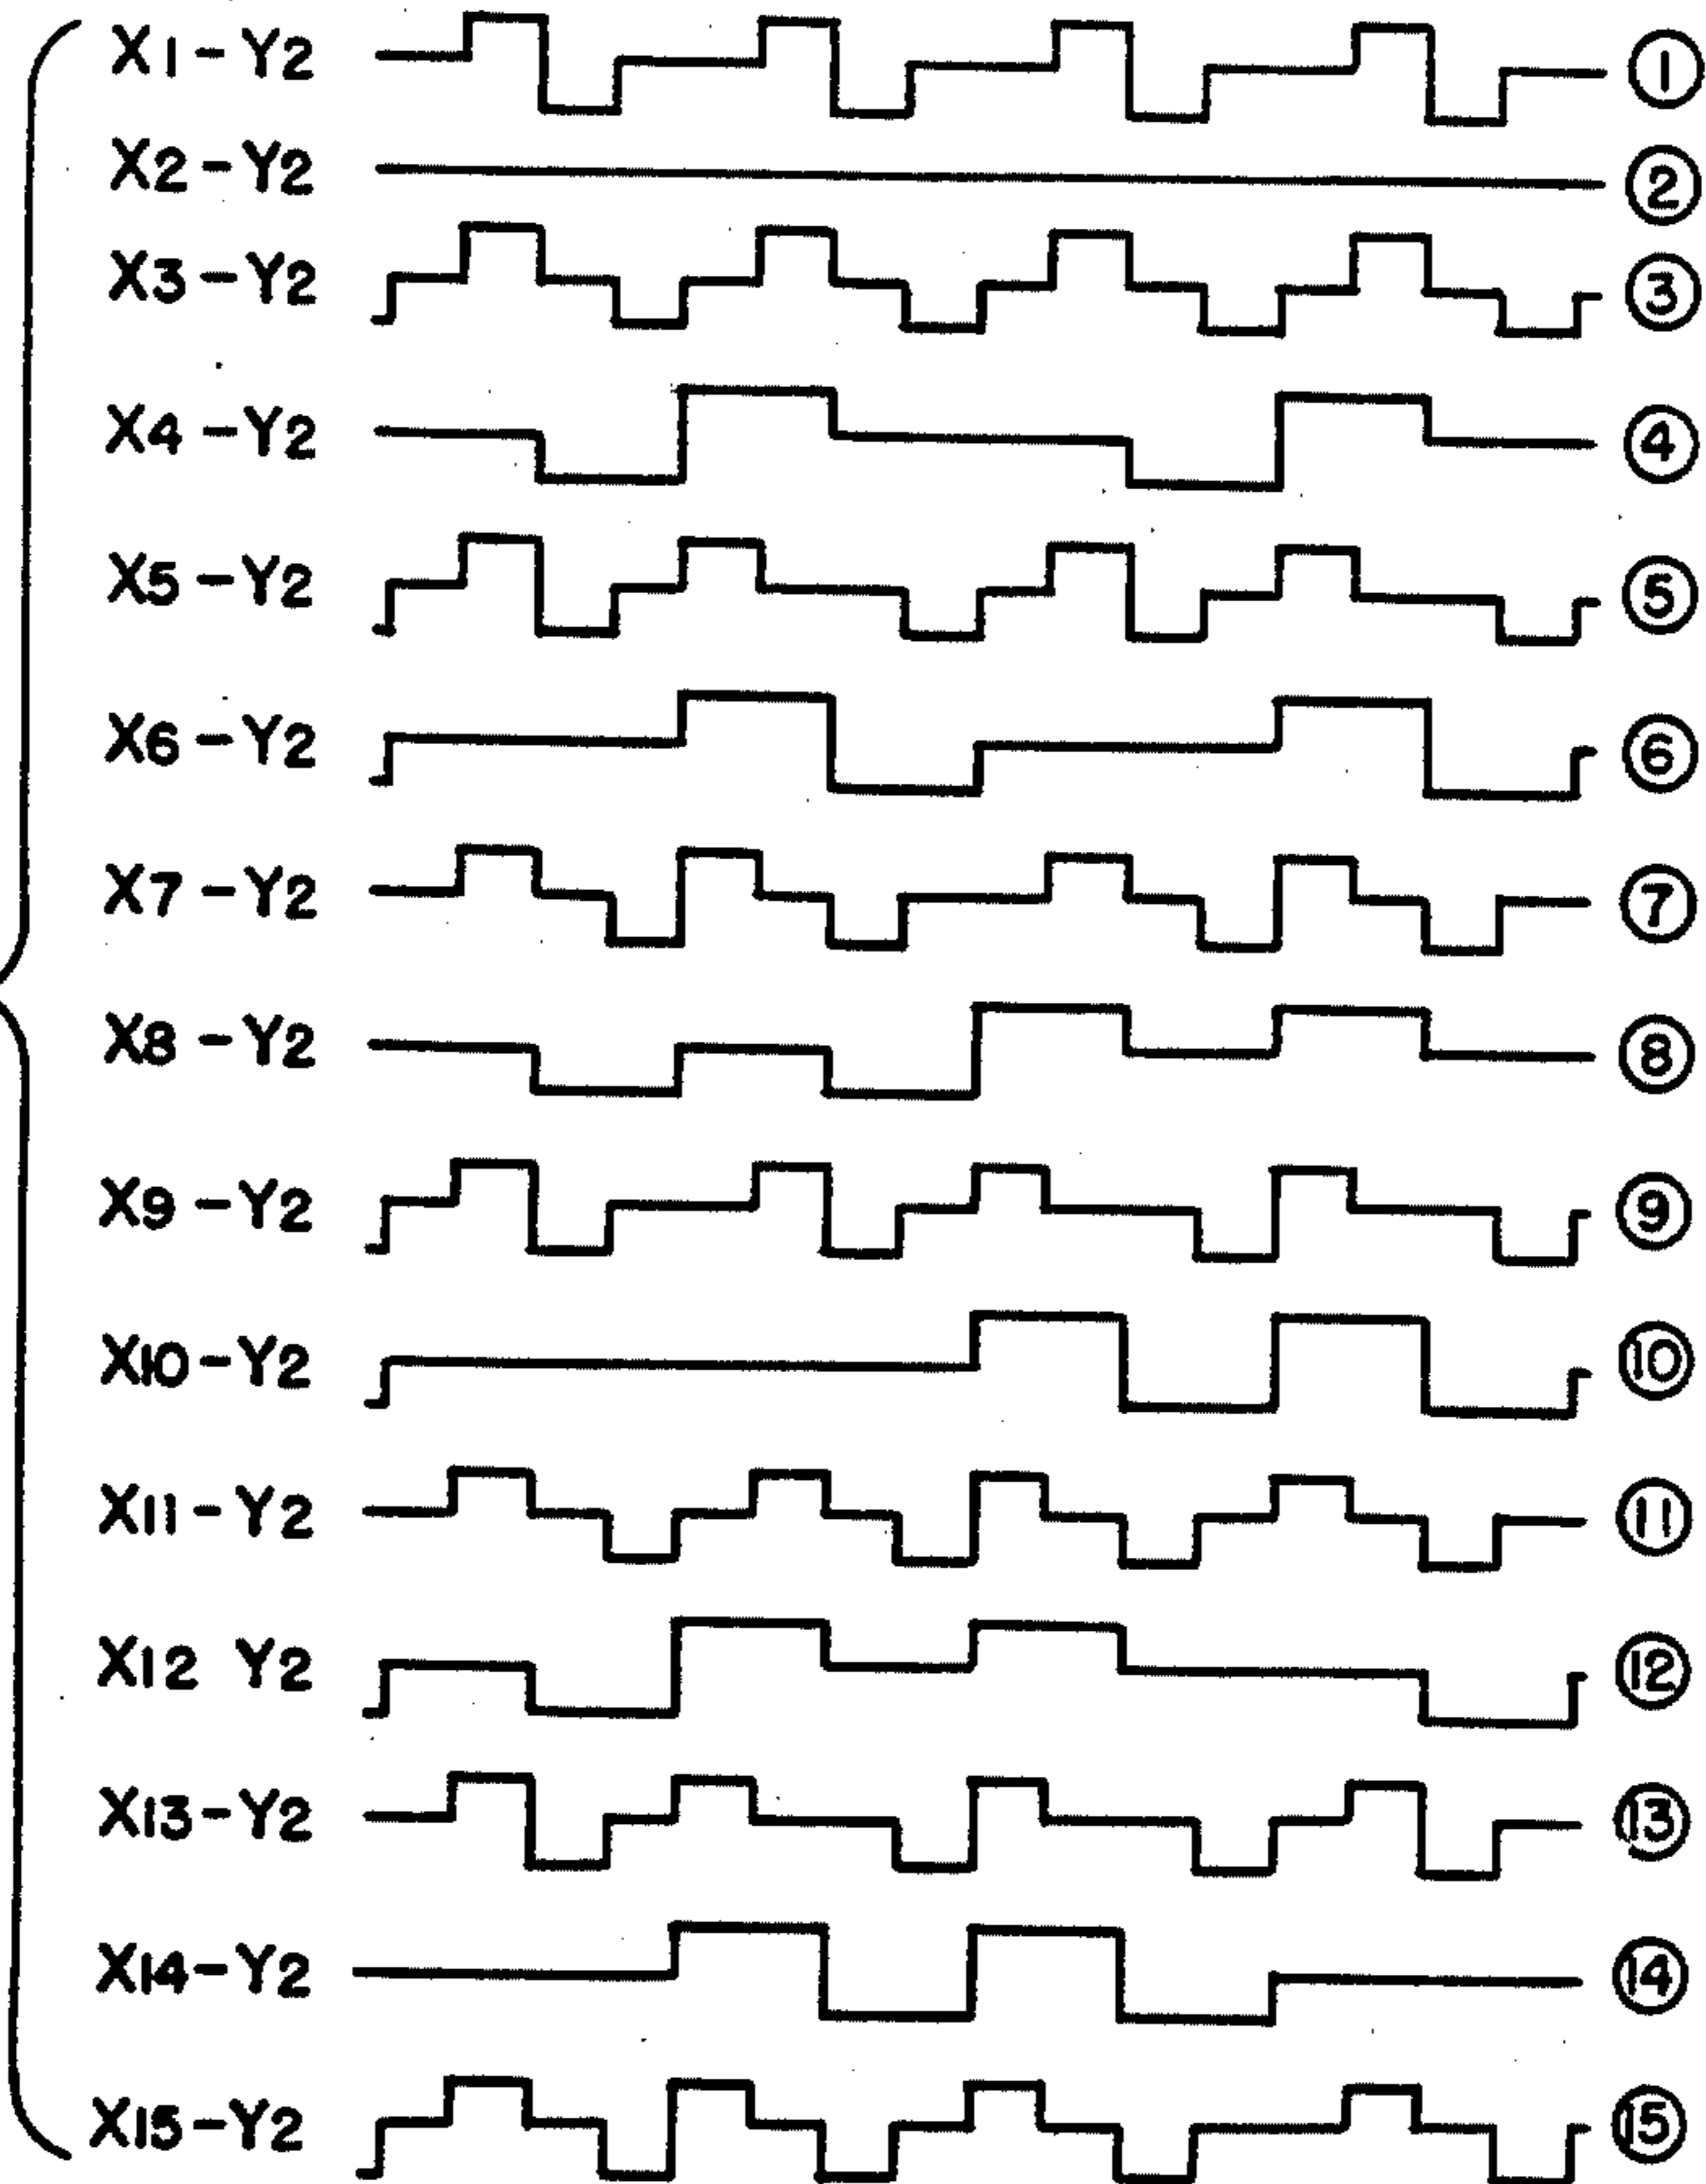 X1-Y2 ①
X2-Y2 ②
X3-Y2 ③
X4-Y2 ④
X5-Y2 ⑤
X6-Y2 ⑥
X7-Y2 ⑦
X8-Y2 ⑧
X9-Y2 ⑨
X10-Y2 ⑩
X11-Y2 ⑪
X12 Y2 ⑫
X13-Y2 ⑬
X14-Y2 ⑭
X15-Y2 ⑮